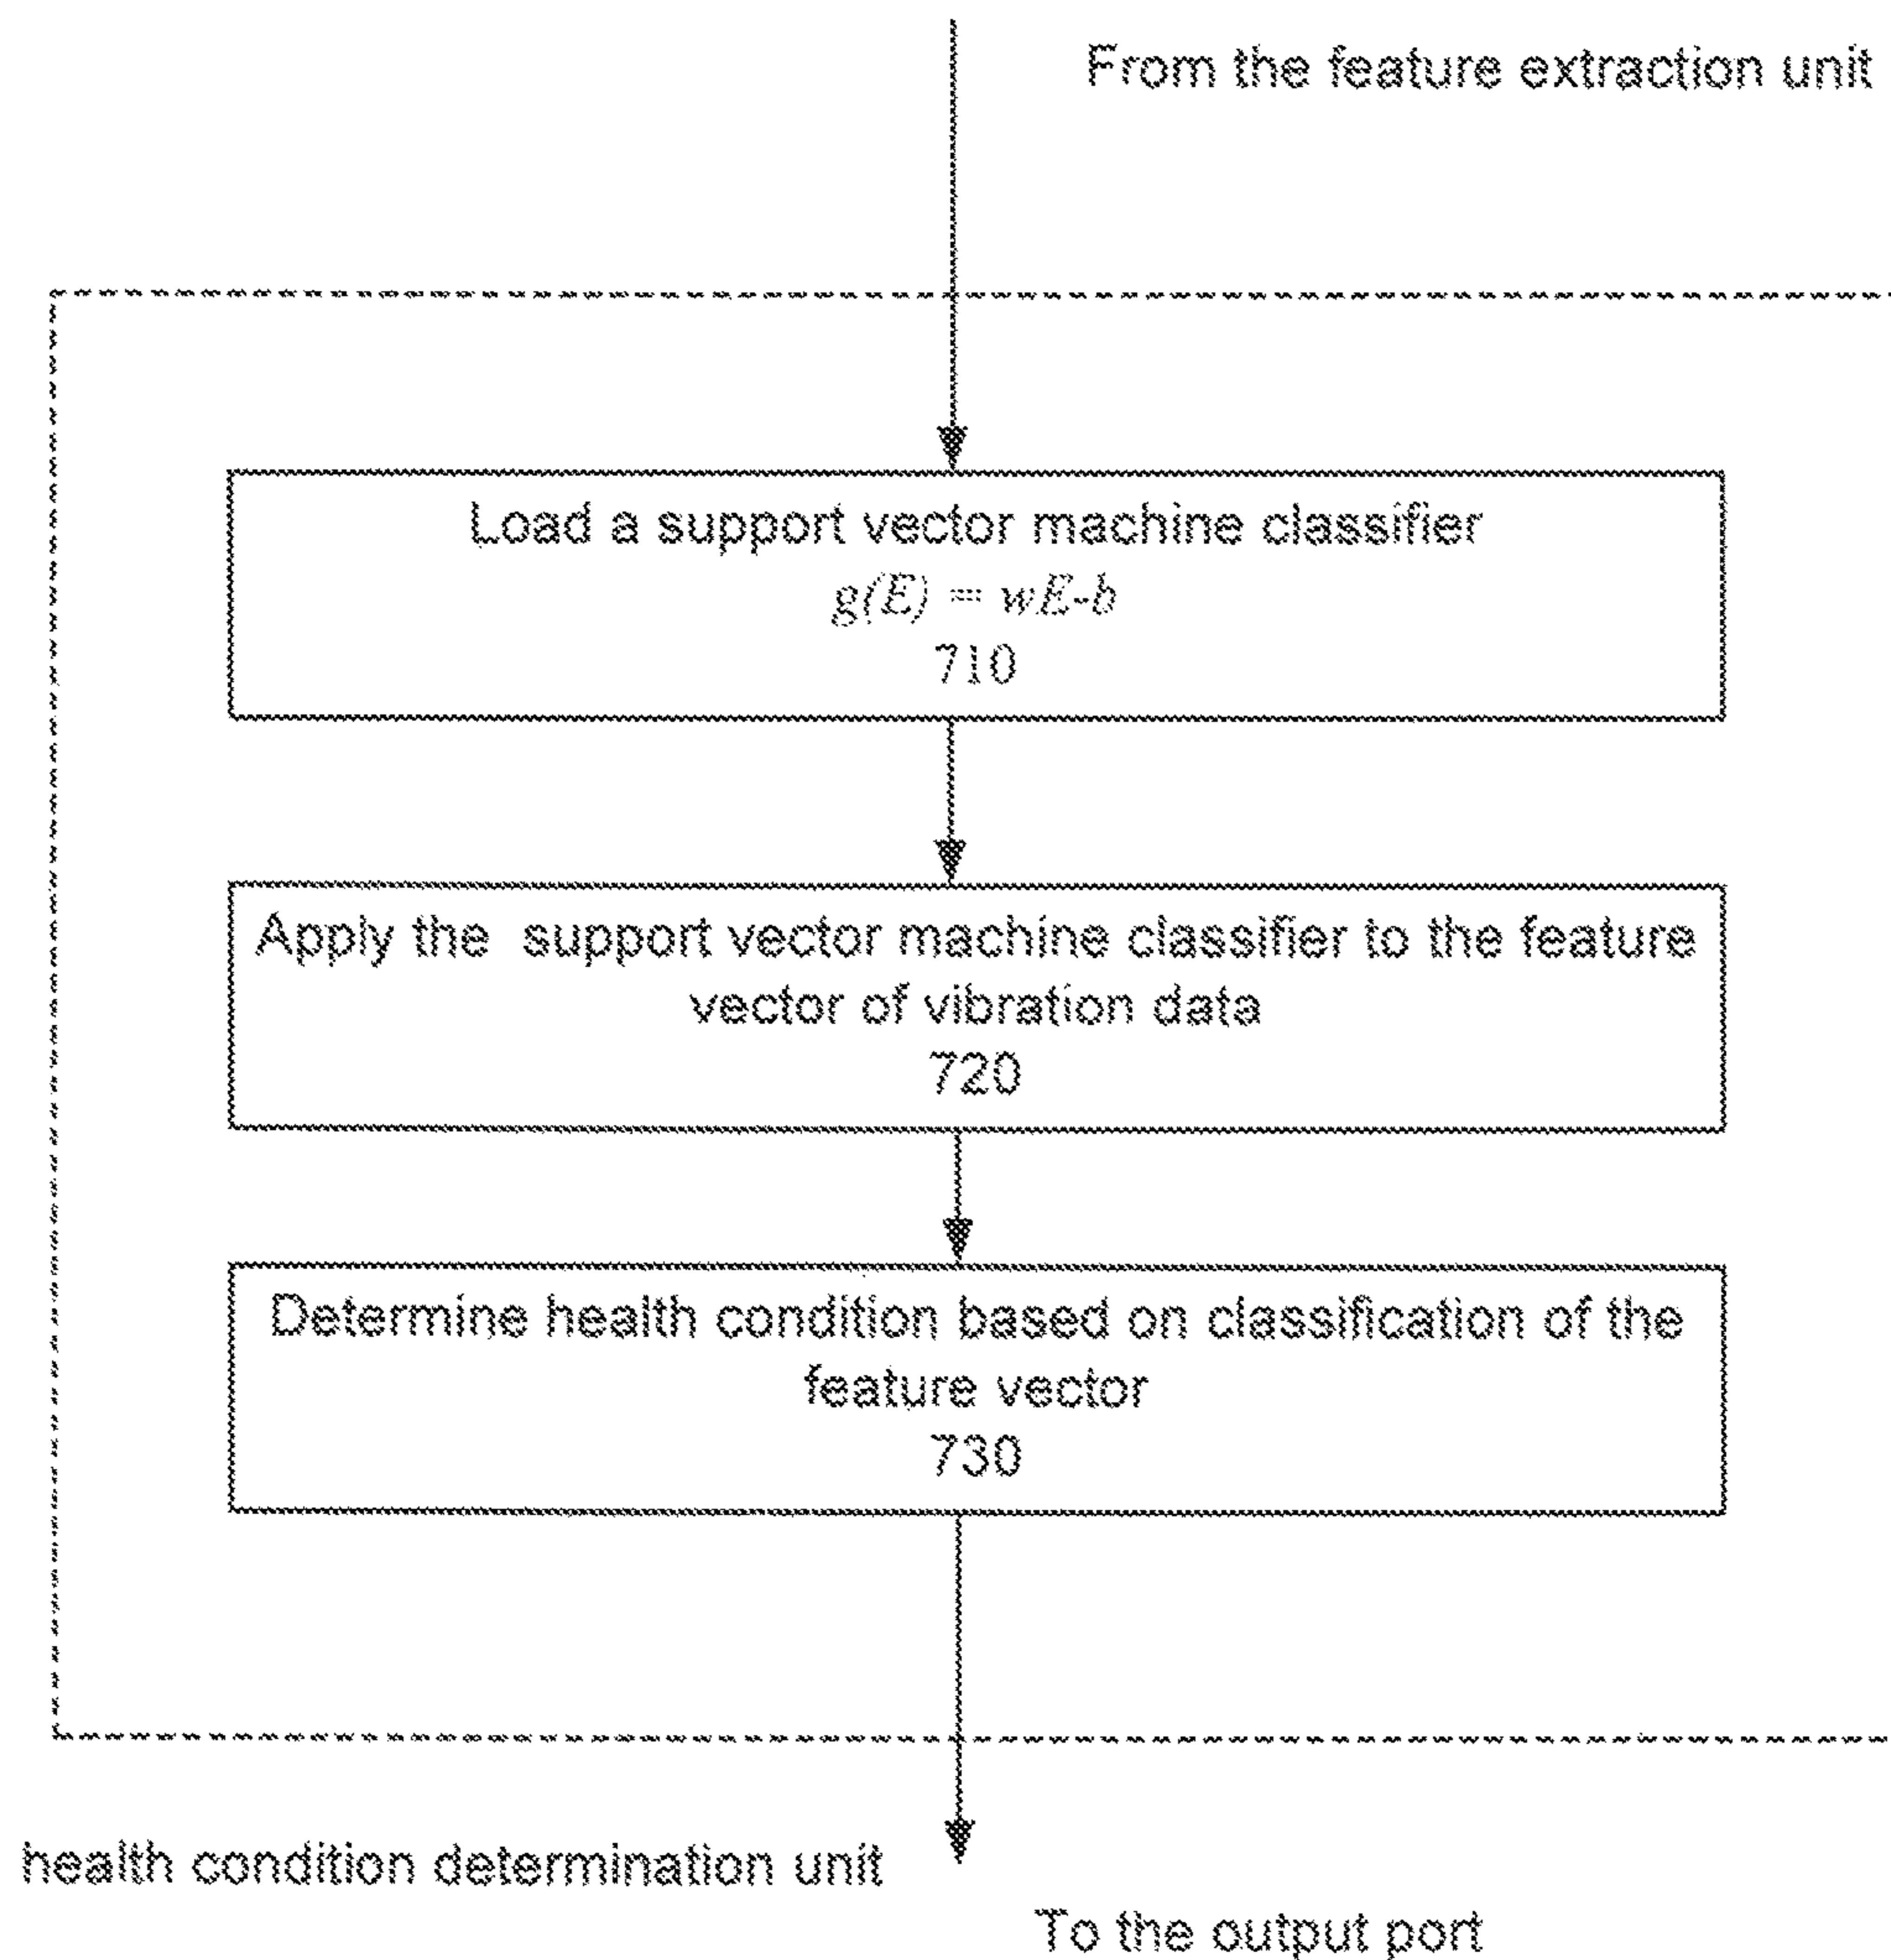 From the feature extraction unit
Load a support vector machine classifier
g(E) = wE-b
710
Apply the support vector machine classifier to the feature
vector of vibration data
720
Determine health condition based on classification of the
feature vector
730
health condition determination unit
To the output port